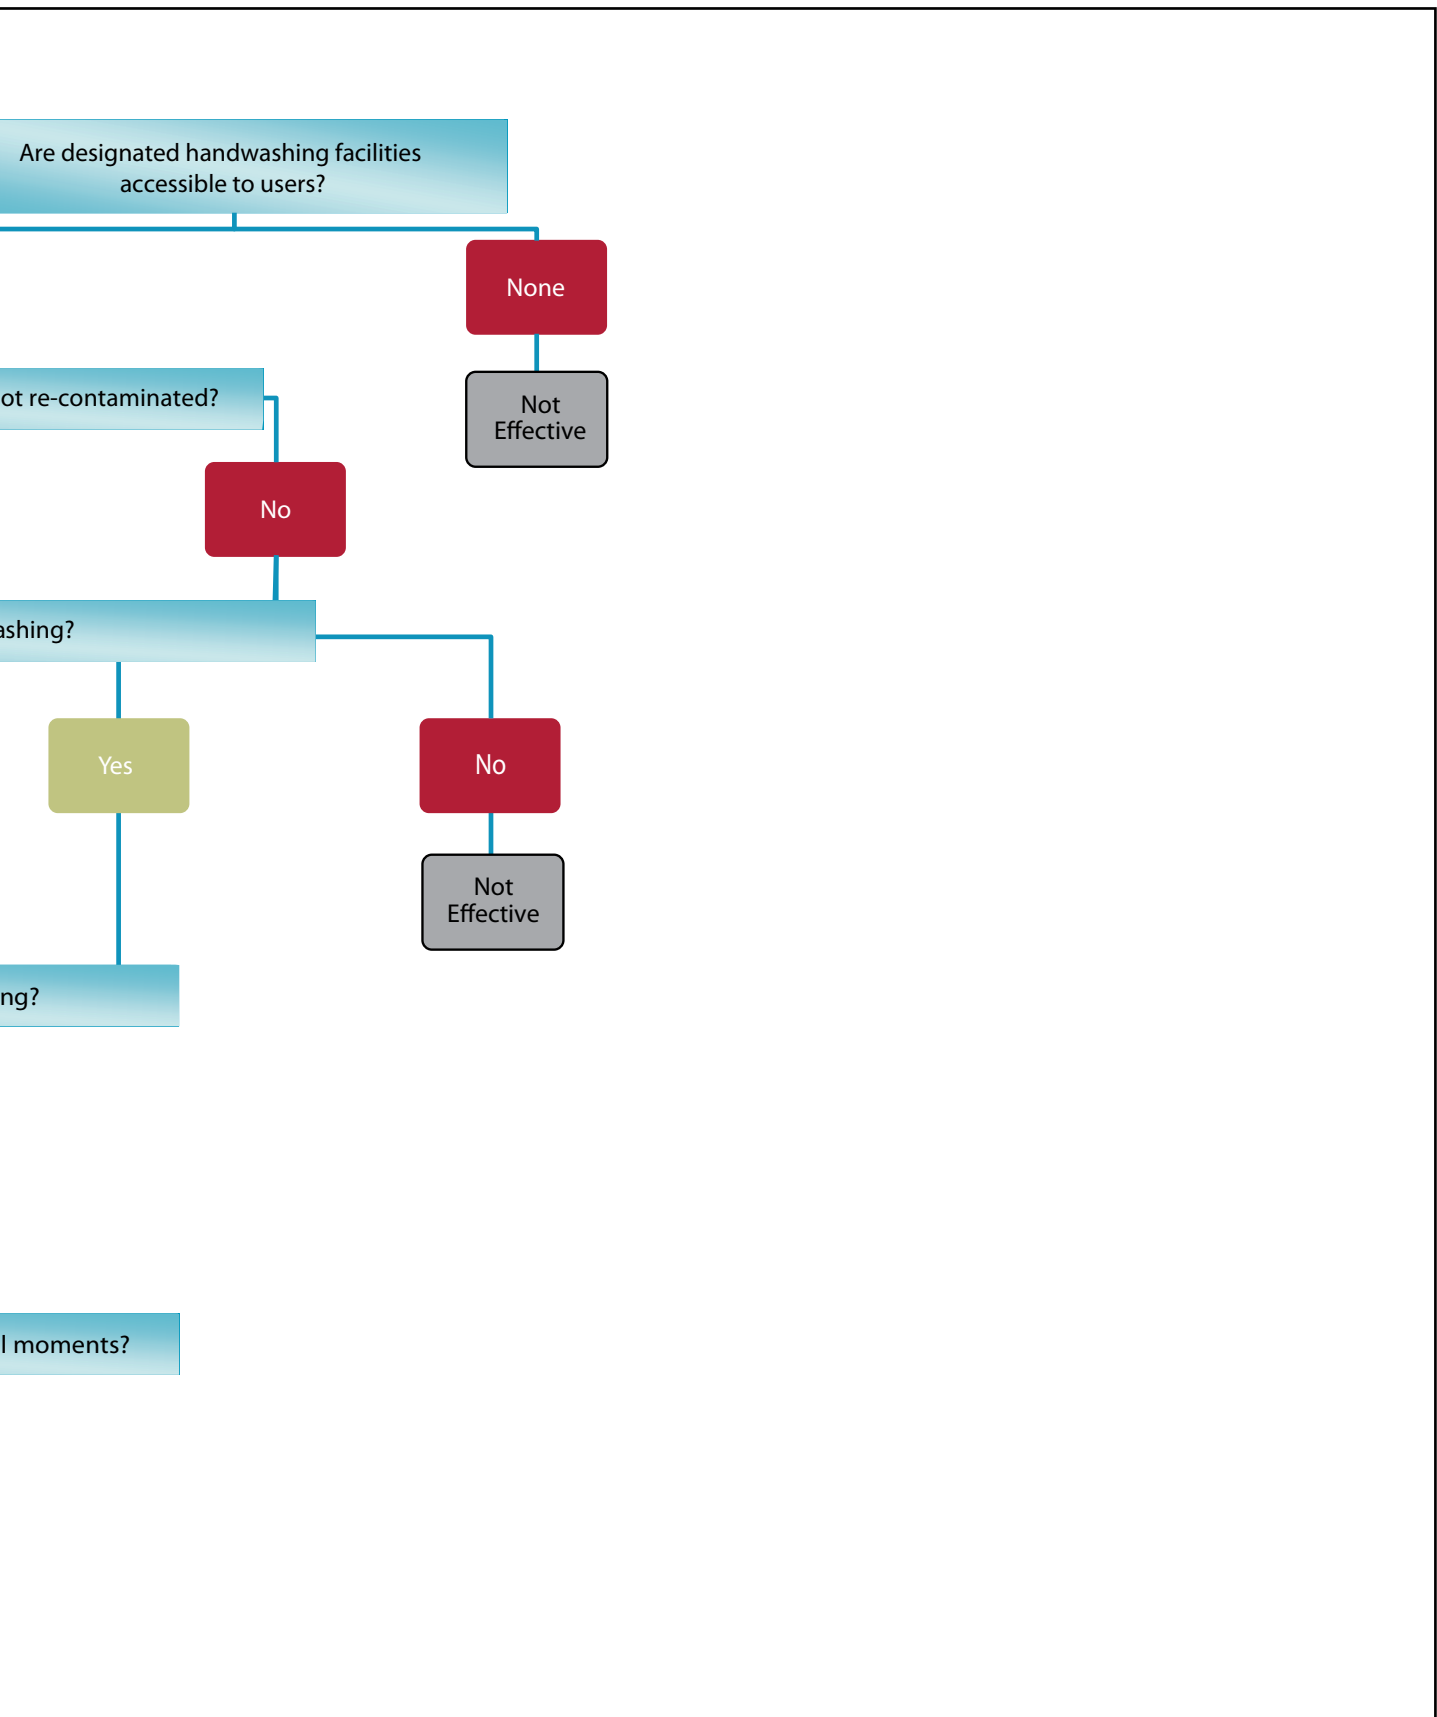 Are designated handwashing facilities
accessible to users?
None
ot re-contaminated?
Not
Effective
No
ashing?
Yes
No
Not
Effective
ng?
l moments?